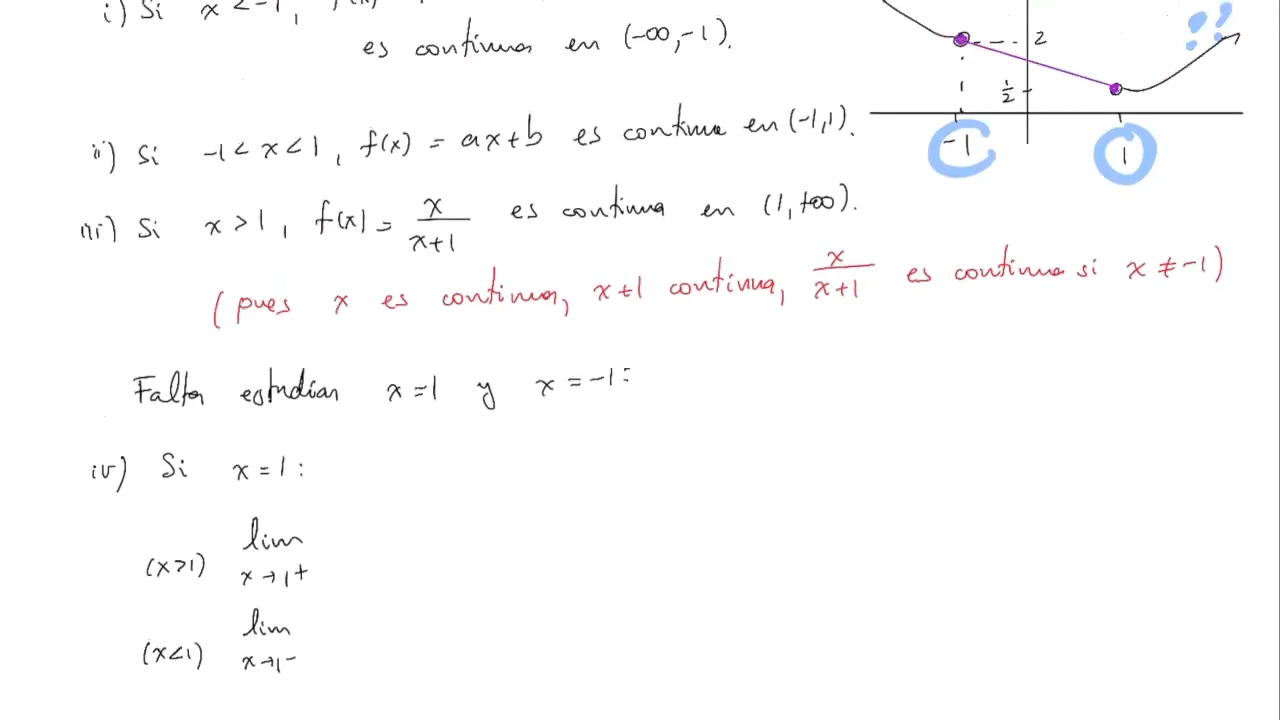 i) Si x < -1,
es continua en (-∞, -1).
ii) Si -1 < x < 1, f(x) = ax+b es continua en (-1, 1).
iii) Si x > 1, f(x) = x/(x+1) es continua en (1, +∞).
(pues x es continua, x+1 continua, x/(x+1) es continua si x ≠ -1)
Falta estudiar x = 1 y x = -1:
iv) Si x = 1:
(x>1) lim x→1+
(x<1) lim x→1-
!?
2
1/2
-1
1